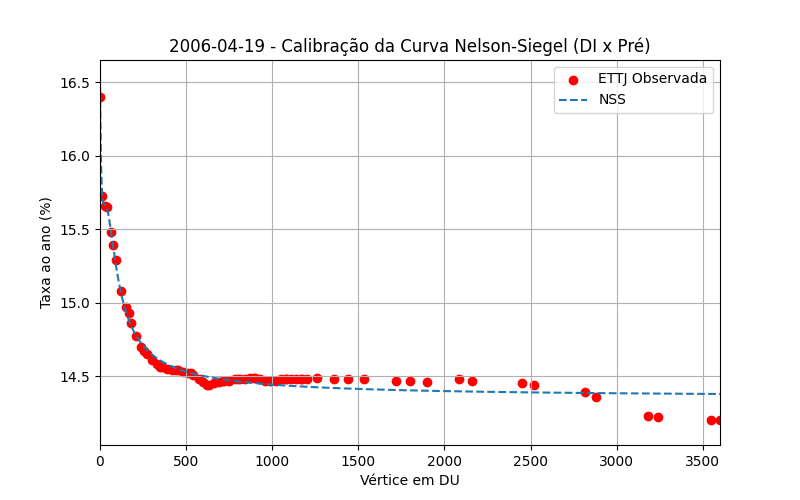 2006-04-19 - Calibração da Curva Nelson-Siegel (DI x Pré)
ETTJ Observada
NSS
Taxa ao ano (%)
16.5
16.0
15.5
15.0
14.5
0 500 1000 1500 2000 2500 3000 3500
Vértice em DU